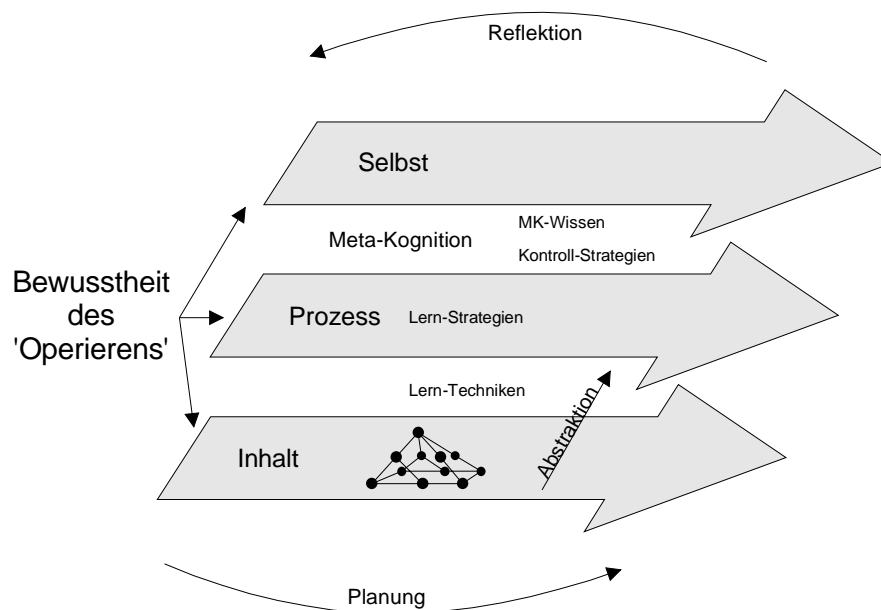 Reflektion
Selbst
MK-Wissen
Meta-Kognition
Kontroll-Strategien
Bewusstheit
des
'Operierens'
Prozess
Lern-Strategien
Lern-Techniken
Abstraktion
Inhalt
Planung